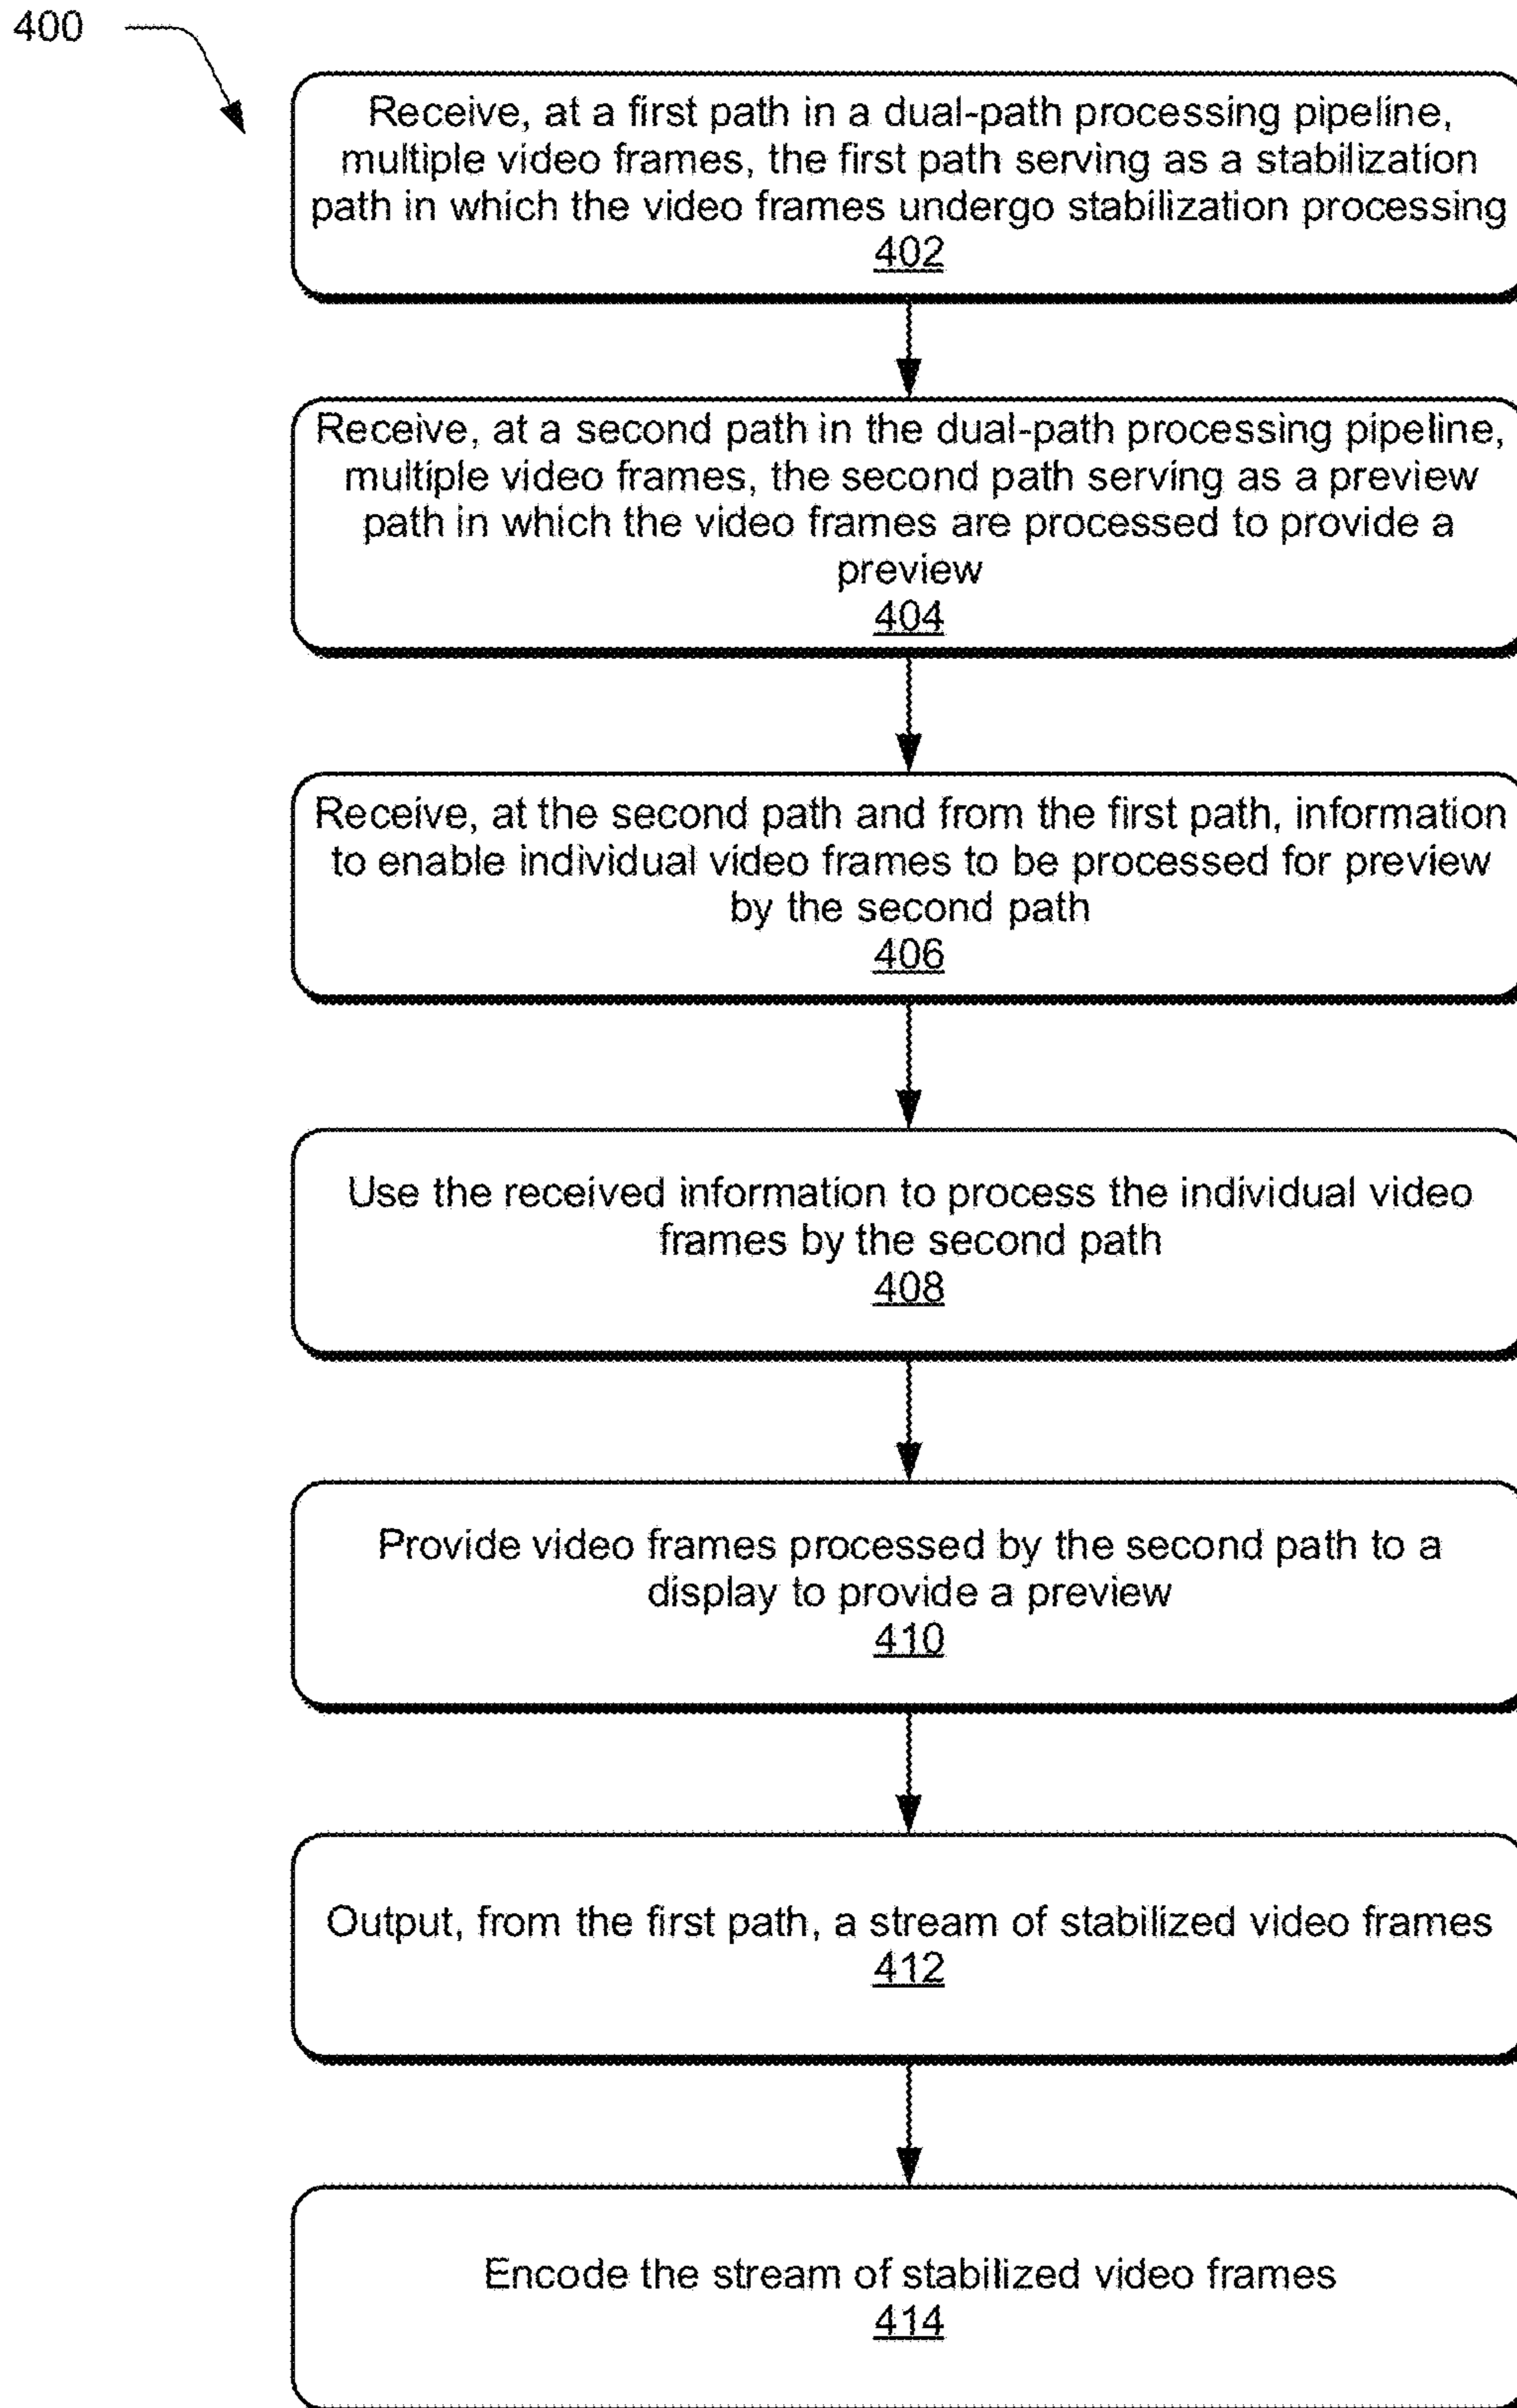 400
Receive, at a first path in a dual-path processing pipeline,
multiple video frames, the first path serving as a stabilization
path in which the video frames undergo stabilization processing
402
Receive, at a second path in the dual-path processing pipeline,
multiple video frames, the second path serving as a preview
path in which the video frames are processed to provide a
preview
404
Receive, at the second path and from the first path, information
to enable individual video frames to be processed for preview
by the second path
406
Use the received information to process the individual video
frames by the second path
408
Provide video frames processed by the second path to a
display to provide a preview
410
Output, from the first path, a stream of stabilized video frames
412
Encode the stream of stabilized video frames
414